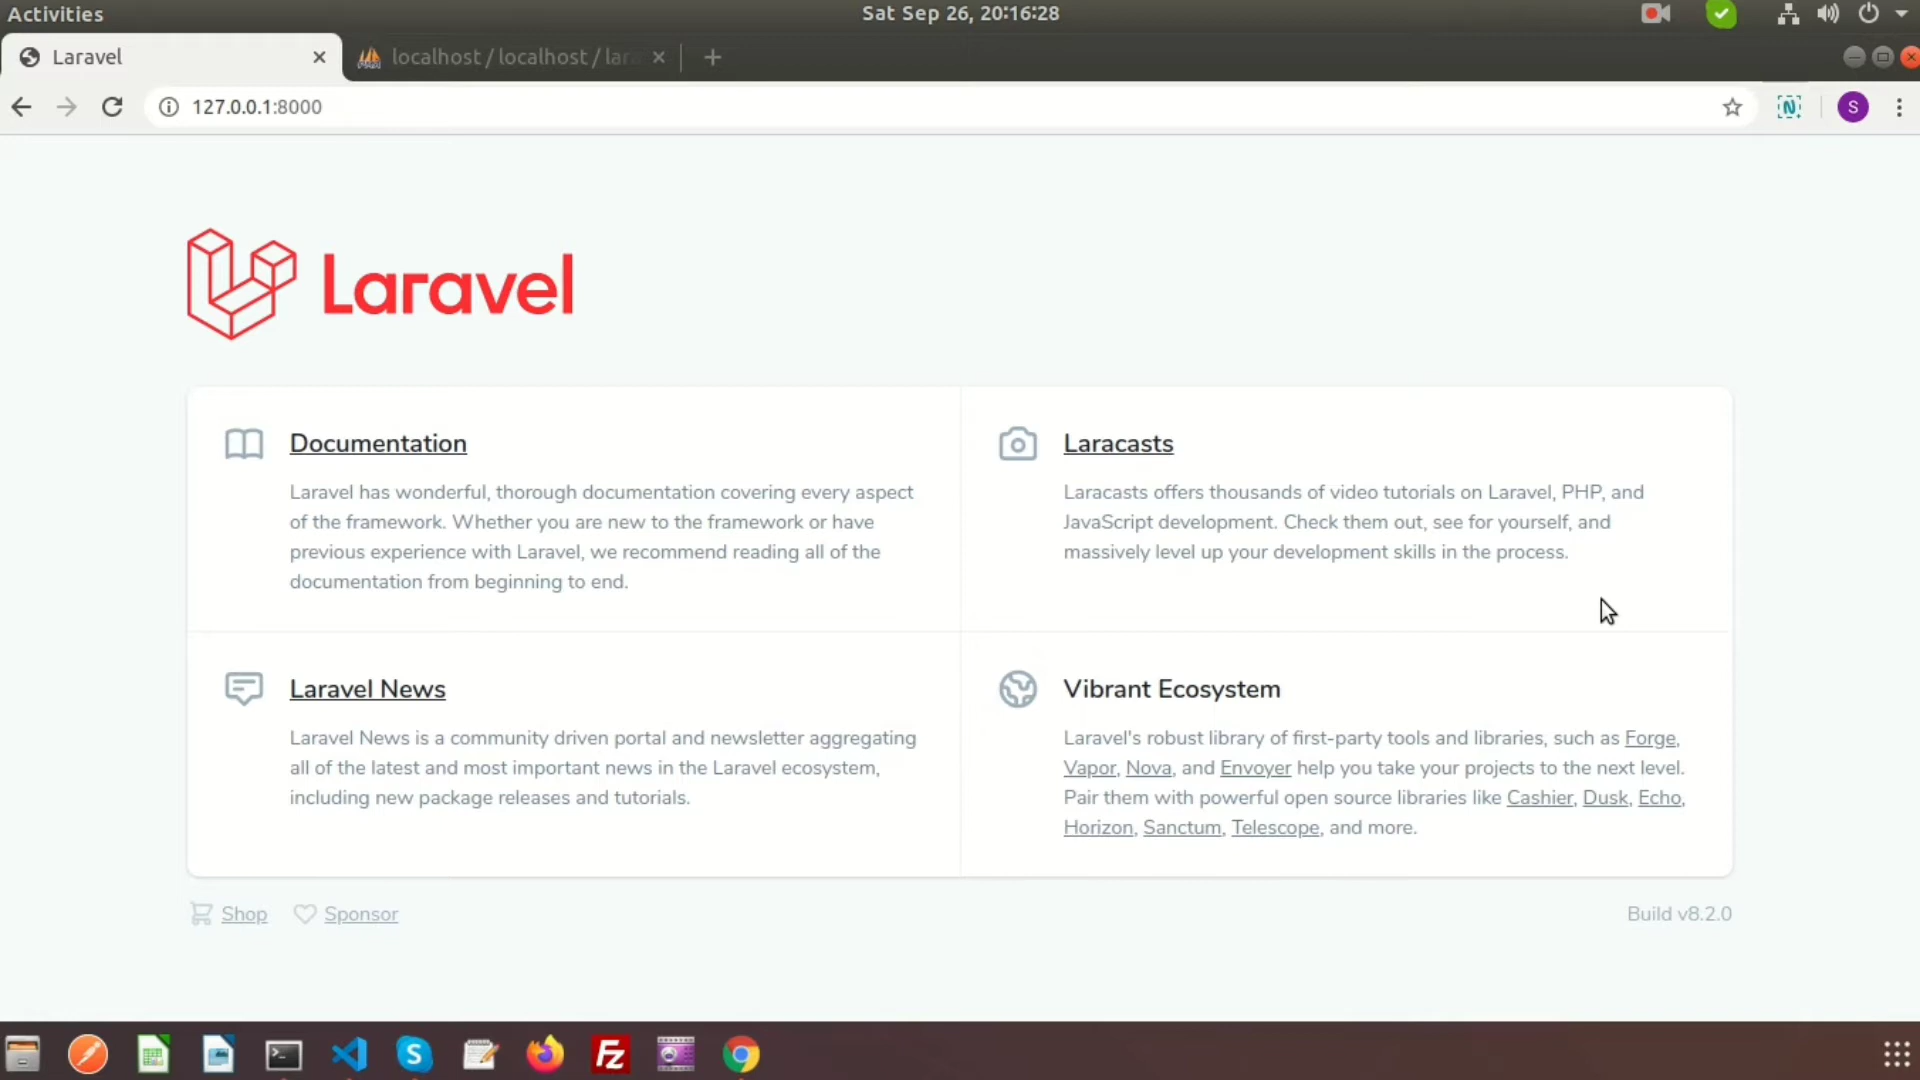 Activities
Sat Sep 26, 20:16:28
Laravel
localhost / localhost / lara
127.0.0.1:8000
S
Laravel
Documentation
Laravel has wonderful, thorough documentation covering every aspect
of the framework. Whether you are new to the framework or have
previous experience with Laravel, we recommend reading all of the
documentation from beginning to end.
Laracasts
Laracasts offers thousands of video tutorials on Laravel, PHP, and
JavaScript development. Check them out, see for yourself, and
massively level up your development skills in the process.
Laravel News
Laravel News is a community driven portal and newsletter aggregating
all of the latest and most important news in the Laravel ecosystem,
including new package releases and tutorials.
Vibrant Ecosystem
Laravel's robust library of first-party tools and libraries, such as Forge,
Vapor, Nova, and Envoyer help you take your projects to the next level.
Pair them with powerful open source libraries like Cashier, Dusk, Echo,
Horizon, Sanctum, Telescope, and more.
Shop
Sponsor
Build v8.2.0